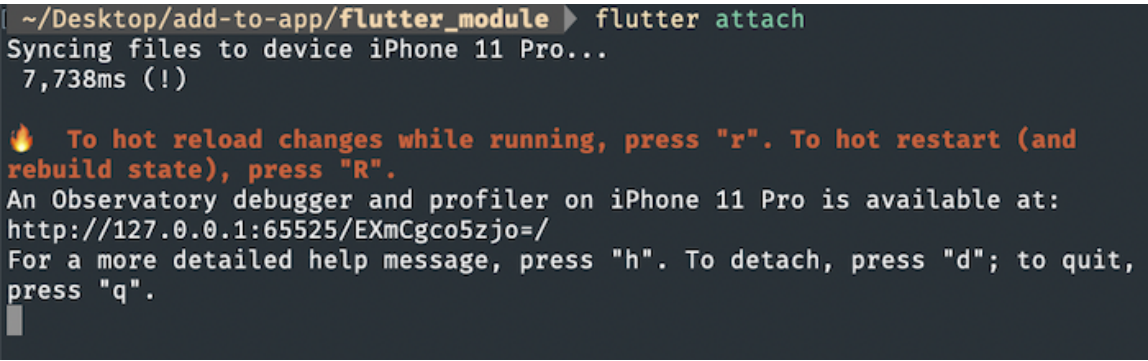 ~/Desktop/add-to-app/flutter_module flutter attach
Syncing files to device iPhone 11 Pro...
7,738ms (!)
🔥 To hot reload changes while running, press "r". To hot restart (and
rebuild state), press "R".
An Observatory debugger and profiler on iPhone 11 Pro is available at:
http://127.0.0.1:65525/EXmCgco5zjo=/
For a more detailed help message, press "h". To detach, press "d"; to quit,
press "q".